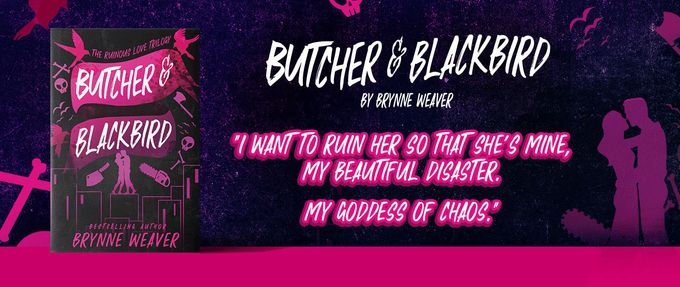 THE RUINOUS LOVE TRILOGY
BUTCHER &
BLACKBIRD
BESTSELLING AUTHOR
BRYNNE WEAVER
BUTCHER & BLACKBIRD
BY BRYNNE WEAVER
"I WANT TO RUIN HER SO THAT SHE'S MINE,
MY BEAUTIFUL DISASTER.
MY GODDESS OF CHAOS."